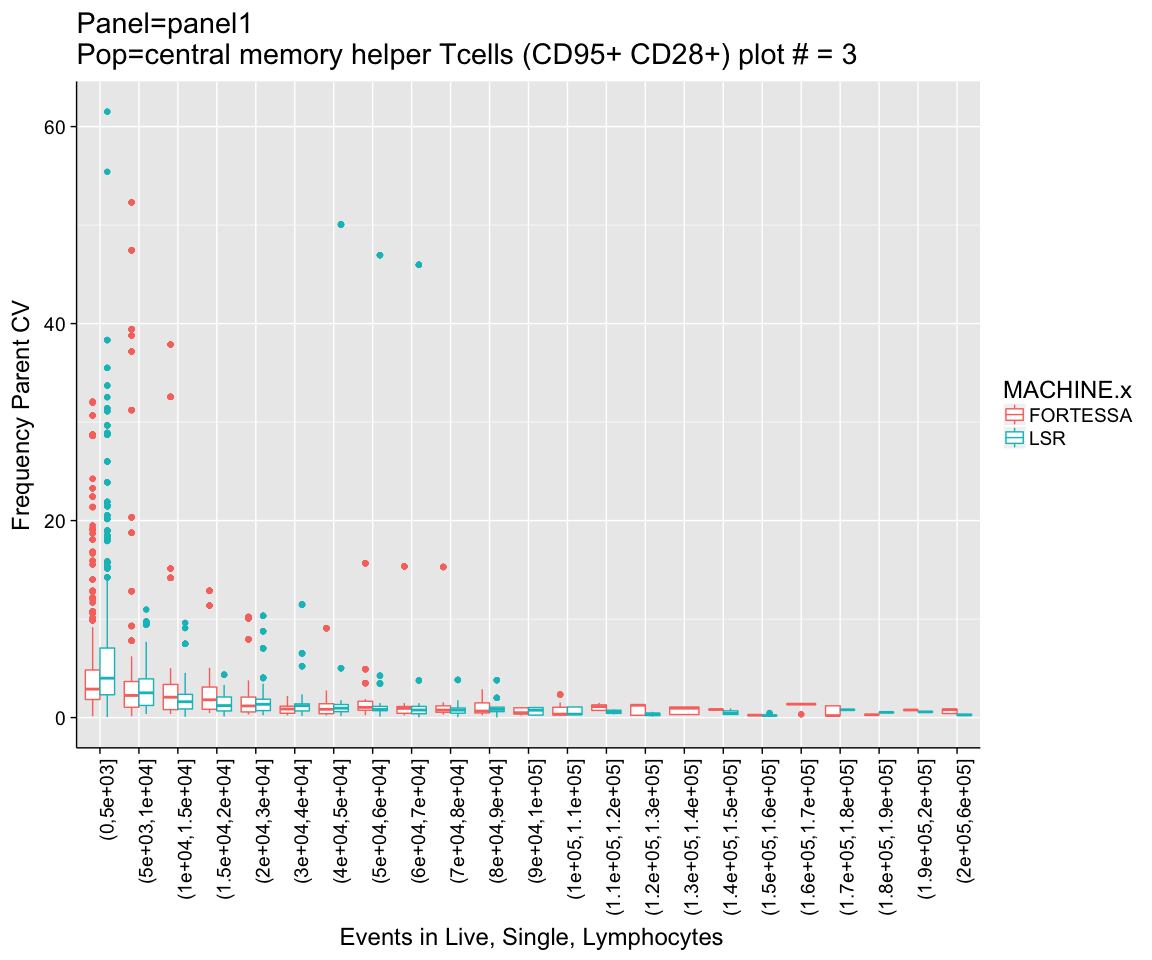 Panel=panel1
Pop=central memory helper Tcells (CD95+ CD28+) plot # = 3
Frequency Parent CV
60
40
20
0
(0,5e+03]
(5e+03,1e+04]
(1e+04,1.5e+04]
(1.5e+04,2e+04]
(2e+04,3e+04]
(3e+04,4e+04]
(4e+04,5e+04]
(5e+04,6e+04]
(6e+04,7e+04]
(7e+04,8e+04]
(8e+04,9e+04]
(9e+04,1e+05]
(1e+05,1.1e+05]
(1.1e+05,1.2e+05]
(1.2e+05,1.3e+05]
(1.3e+05,1.4e+05]
(1.4e+05,1.5e+05]
(1.5e+05,1.6e+05]
(1.6e+05,1.7e+05]
(1.7e+05,1.8e+05]
(1.8e+05,1.9e+05]
(1.9e+05,2e+05]
(2e+05,6e+05]
Events in Live, Single, Lymphocytes
MACHINE.x
FORTESSA
LSR